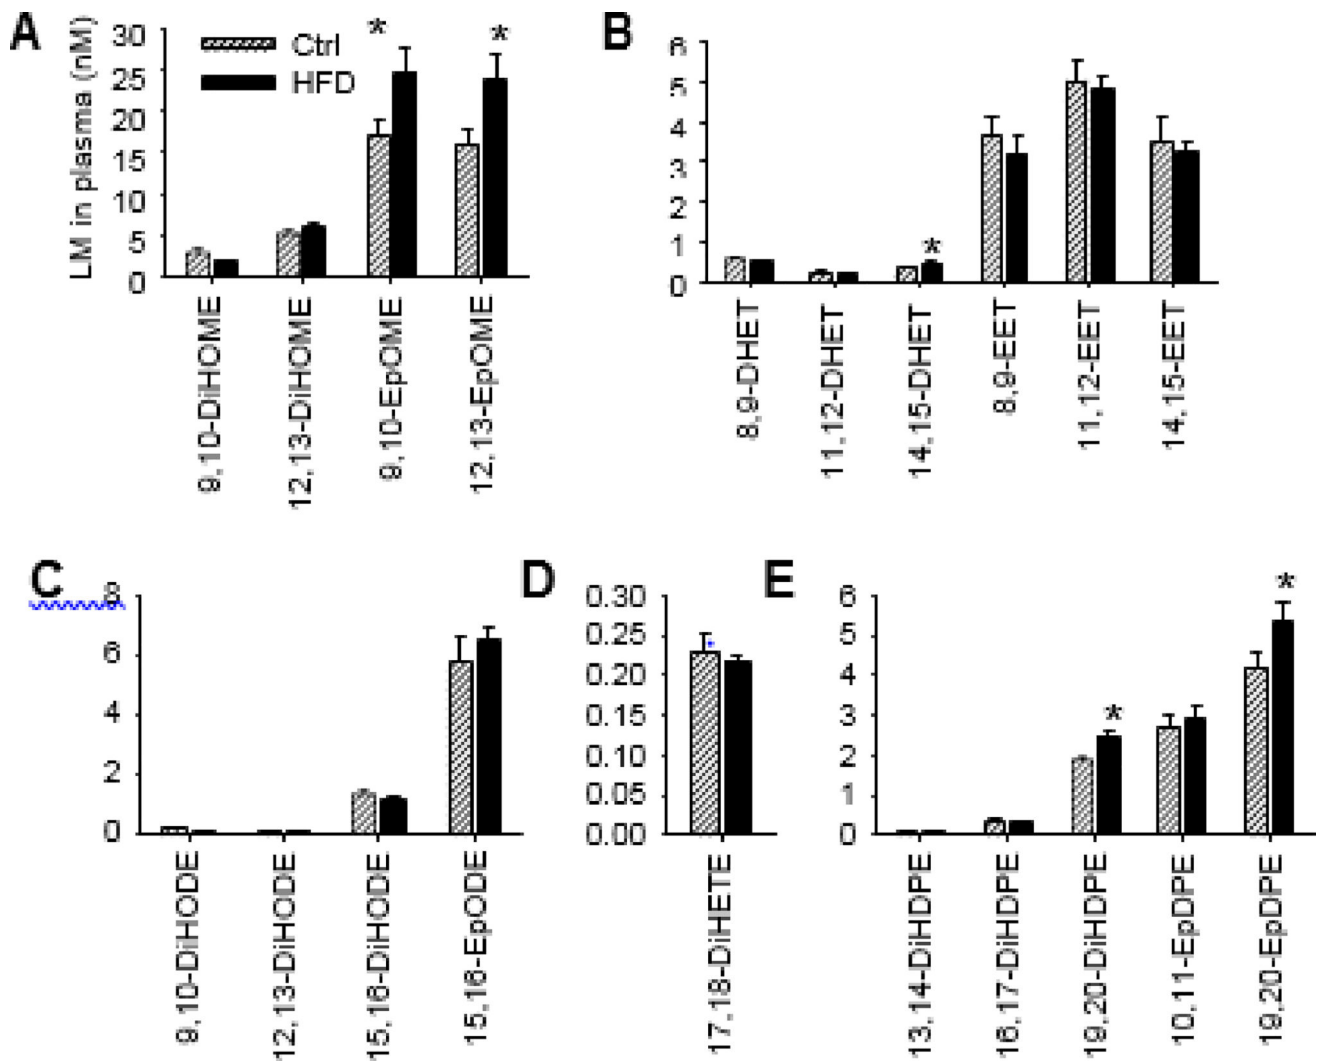 A
LM in plasma (nM)
30
25
20
15
10
5
0
Ctrl
HFD
*
*
9,10-DiHOME
12,13-DiHOME
9,10-EpOME
12,13-EpOME
B
6
5
4
3
2
1
0
*
8,9-DHET
11,12-DHET
14,15-DHET
8,9-EET
11,12-EET
14,15-EET
C
8
6
4
2
0
9,10-DiHODE
12,13-DiHODE
15,16-DiHODE
15,16-EpODE
D
0.30
0.25
0.20
0.15
0.10
0.05
0.00
17,18-DiHETE
E
6
5
4
3
2
1
0
*
*
13,14-DiHDPE
16,17-DiHDPE
19,20-DiHDPE
10,11-EpDPE
19,20-EpDPE